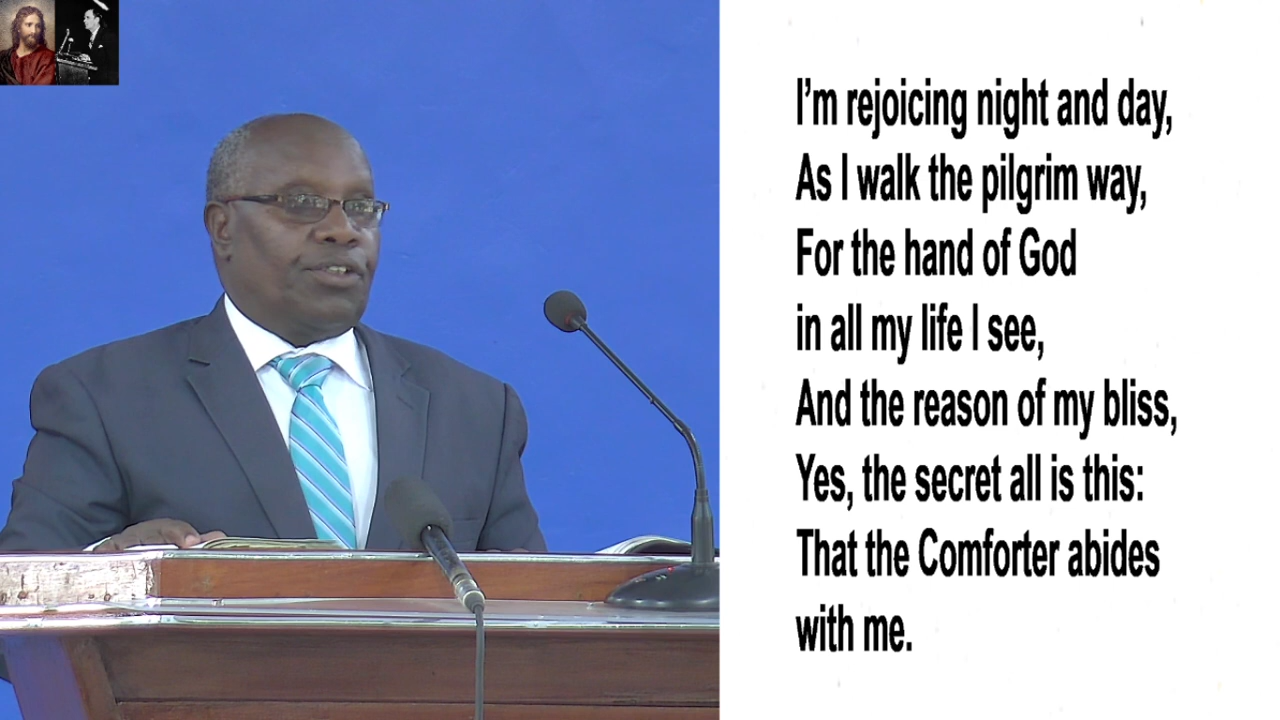 I'm rejoicing night and day,
As I walk the pilgrim way,
For the hand of God
in all my life I see,
And the reason of my bliss,
Yes, the secret all is this:
That the Comforter abides
with me.